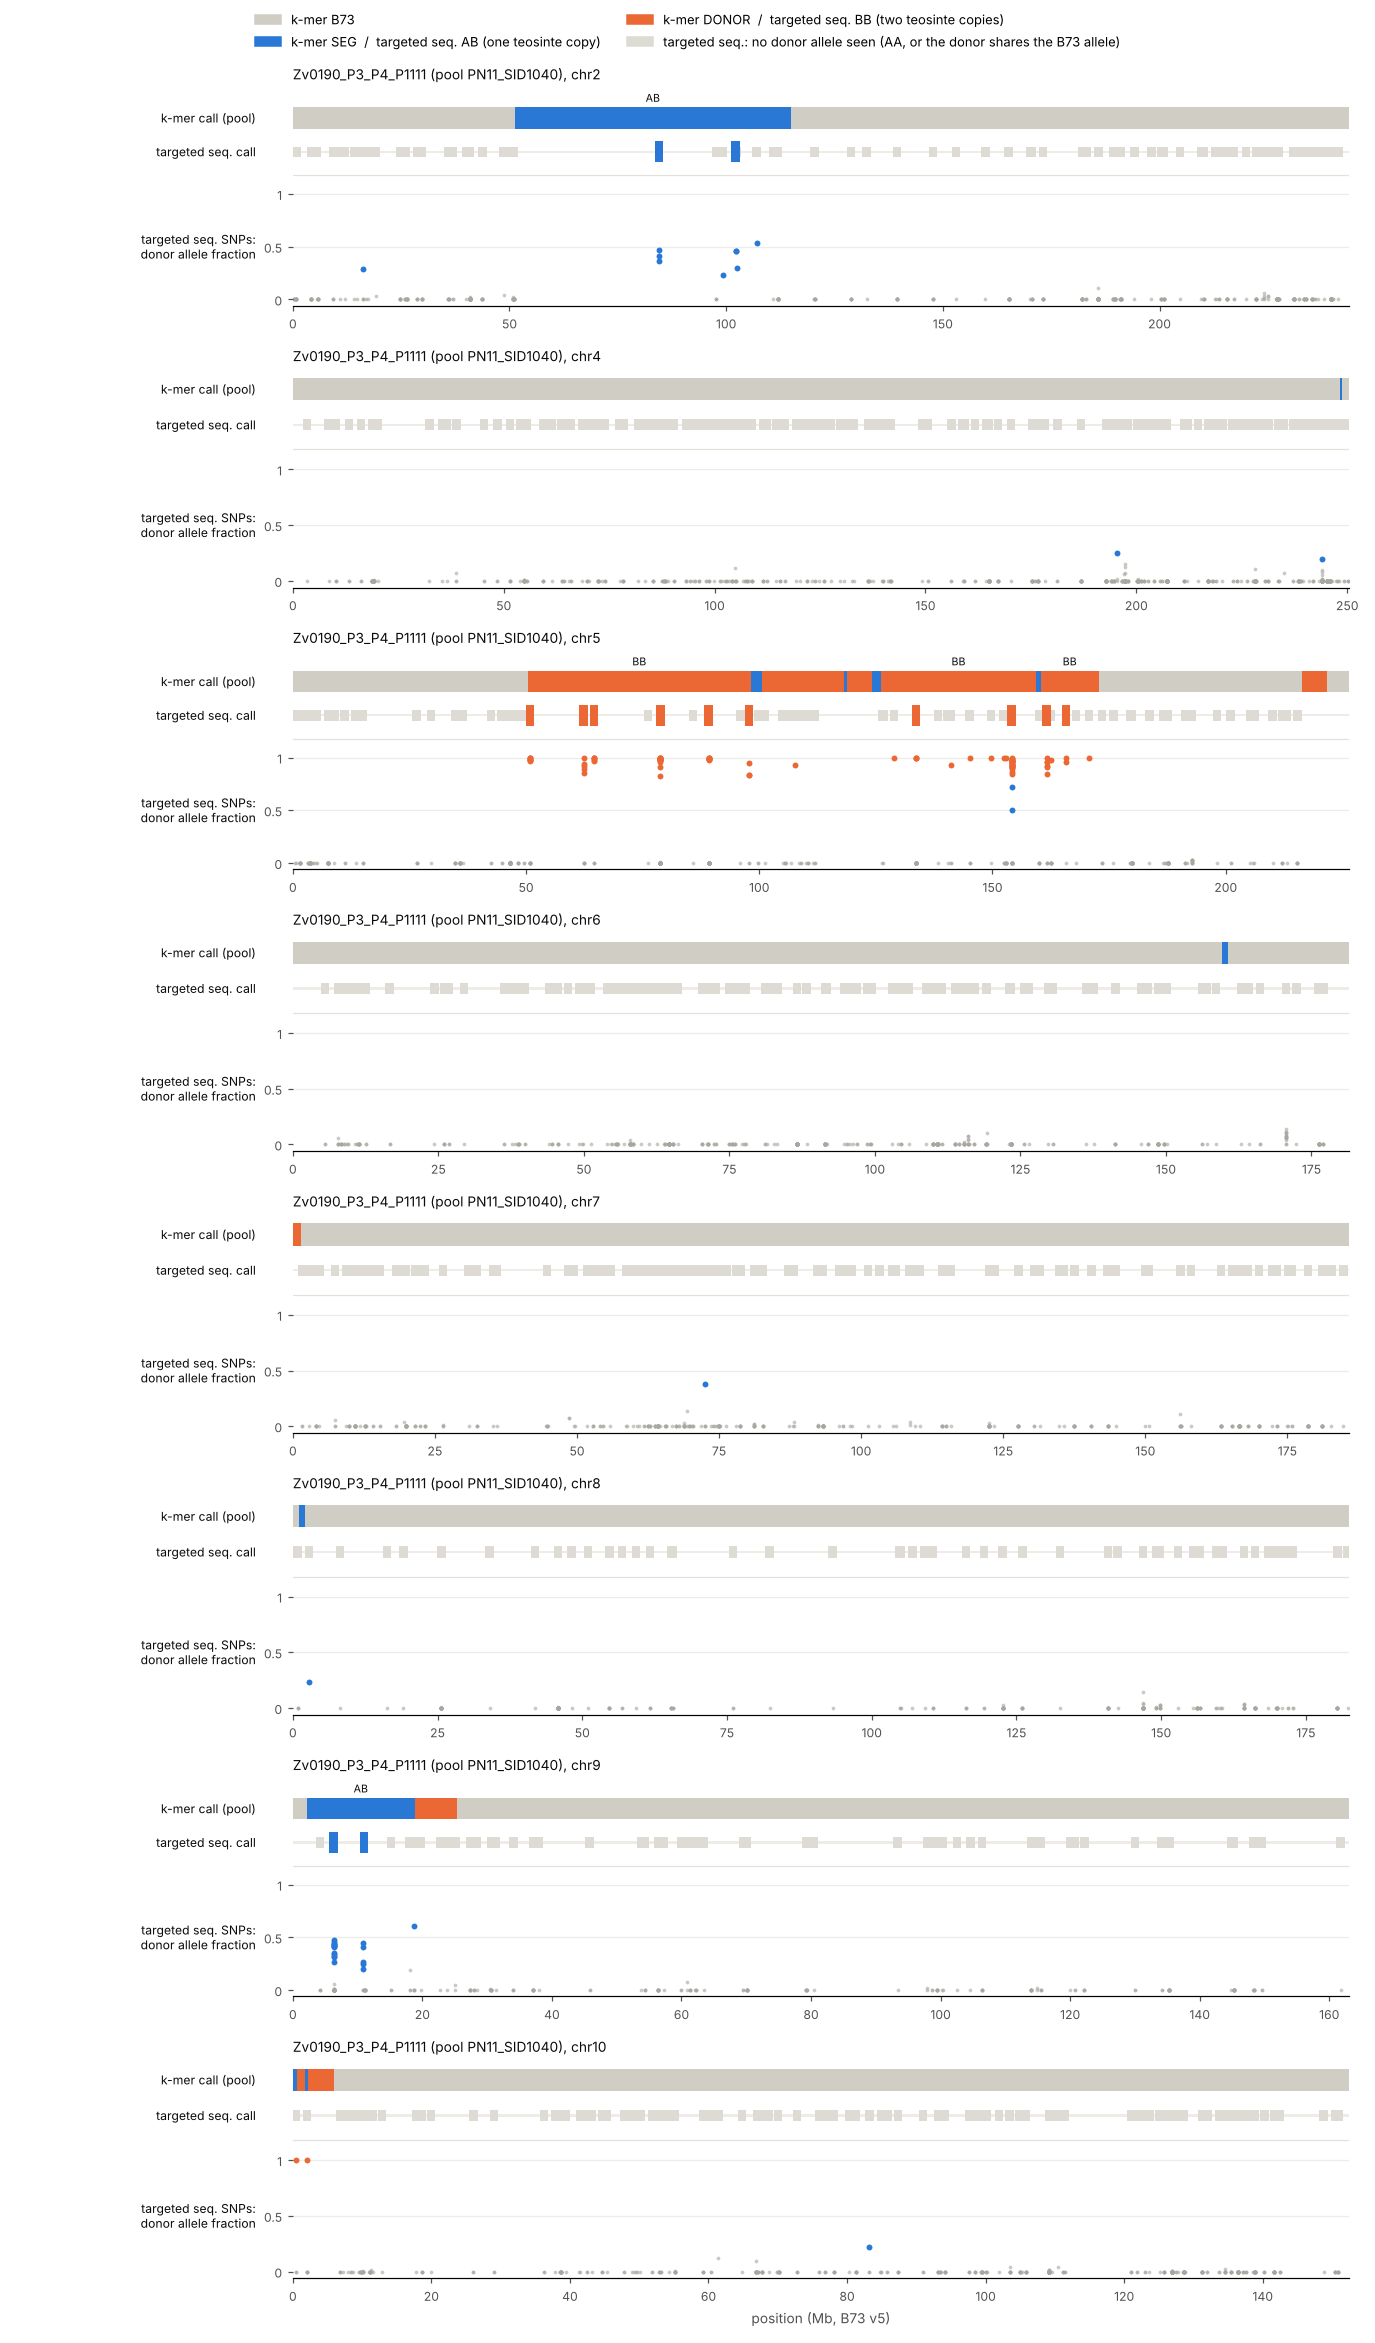 k-mer B73
k-mer DONOR / targeted seq. BB (two teosinte copies)
k-mer SEG / targeted seq. AB (one teosinte copy)
targeted seq.: no donor allele seen (AA, or the donor shares the B73 allele)
Zv0190_P3_P4_P1111 (pool PN11_SID1040), chr2
AB
k-mer call (pool)
targeted seq. call
1
targeted seq. SNPs:
donor allele fraction
0.5
0
0 50 100 150 200
Zv0190_P3_P4_P1111 (pool PN11_SID1040), chr4
k-mer call (pool)
targeted seq. call
1
targeted seq. SNPs:
donor allele fraction
0.5
0
0 50 100 150 200 250
Zv0190_P3_P4_P1111 (pool PN11_SID1040), chr5
BB BB BB
k-mer call (pool)
targeted seq. call
1
targeted seq. SNPs:
donor allele fraction
0.5
0
0 50 100 150 200
Zv0190_P3_P4_P1111 (pool PN11_SID1040), chr6
k-mer call (pool)
targeted seq. call
1
targeted seq. SNPs:
donor allele fraction
0.5
0
0 25 50 75 100 125 150 175
Zv0190_P3_P4_P1111 (pool PN11_SID1040), chr7
k-mer call (pool)
targeted seq. call
1
targeted seq. SNPs:
donor allele fraction
0.5
0
0 25 50 75 100 125 150 175
Zv0190_P3_P4_P1111 (pool PN11_SID1040), chr8
k-mer call (pool)
targeted seq. call
1
targeted seq. SNPs:
donor allele fraction
0.5
0
0 25 50 75 100 125 150 175
Zv0190_P3_P4_P1111 (pool PN11_SID1040), chr9
AB
k-mer call (pool)
targeted seq. call
1
targeted seq. SNPs:
donor allele fraction
0.5
0
0 20 40 60 80 100 120 140 160
Zv0190_P3_P4_P1111 (pool PN11_SID1040), chr10
k-mer call (pool)
targeted seq. call
1
targeted seq. SNPs:
donor allele fraction
0.5
0
0 20 40 60 80 100 120 140
position (Mb, B73 v5)